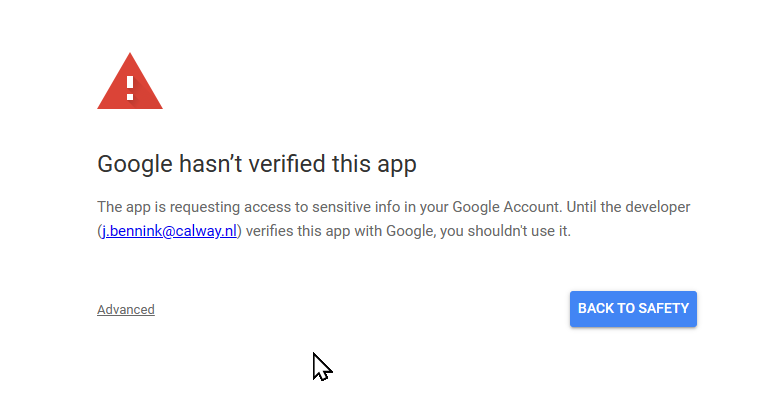 Google hasn’t verified this app
The app is requesting access to sensitive info in your Google Account. Until the developer
(j.bennink@calway.nl) verifies this app with Google, you shouldn't use it.
Advanced
BACK TO SAFETY